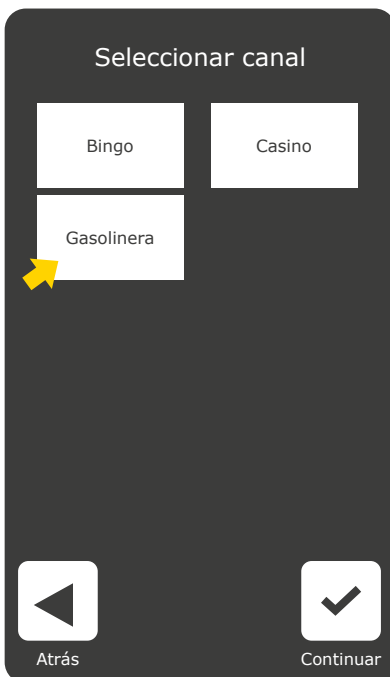 Seleccionar canal
Bingo
Casino
Gasolinera
Atrás
Continuar